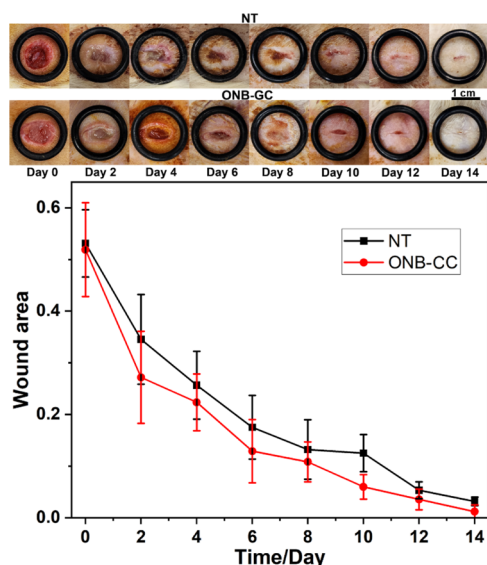 NT
ONB-GC
1 cm
Day 0 Day 2 Day 4 Day 6 Day 8 Day 10 Day 12 Day 14
0.6
NT
ONB-CC
0.4
Wound area
0.2
0.0
0 2 4 6 8 10 12 14
Time/Day